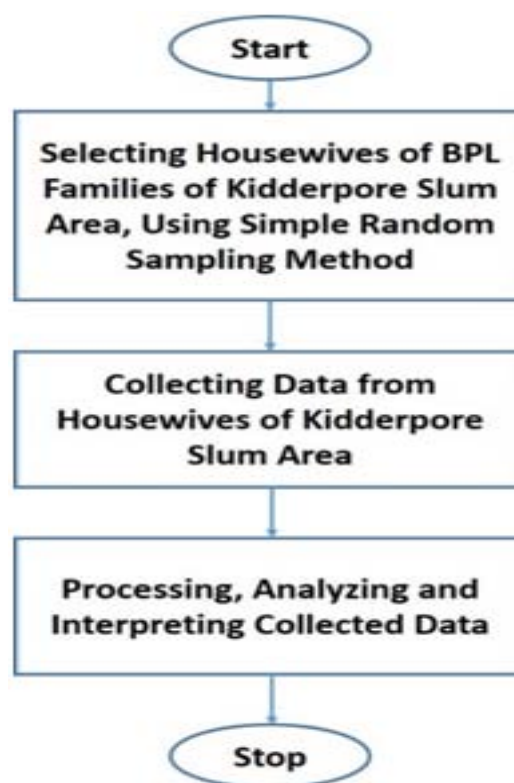 Start
Selecting Housewives of BPL
Families of Kidderpore Slum
Area, Using Simple Random
Sampling Method
Collecting Data from
Housewives of Kidderpore
Slum Area
Processing, Analyzing and
Interpreting Collected Data
Stop